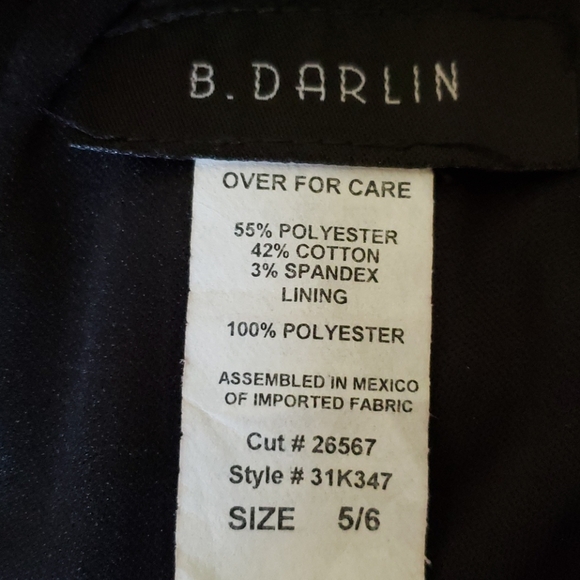 B. DARLIN
OVER FOR CARE
55% POLYESTER
42% COTTON
3% SPANDEX
LINING
100% POLYESTER
ASSEMBLED IN MEXICO
OF IMPORTED FABRIC
Cut # 26567
Style # 31K347
SIZE 5/6